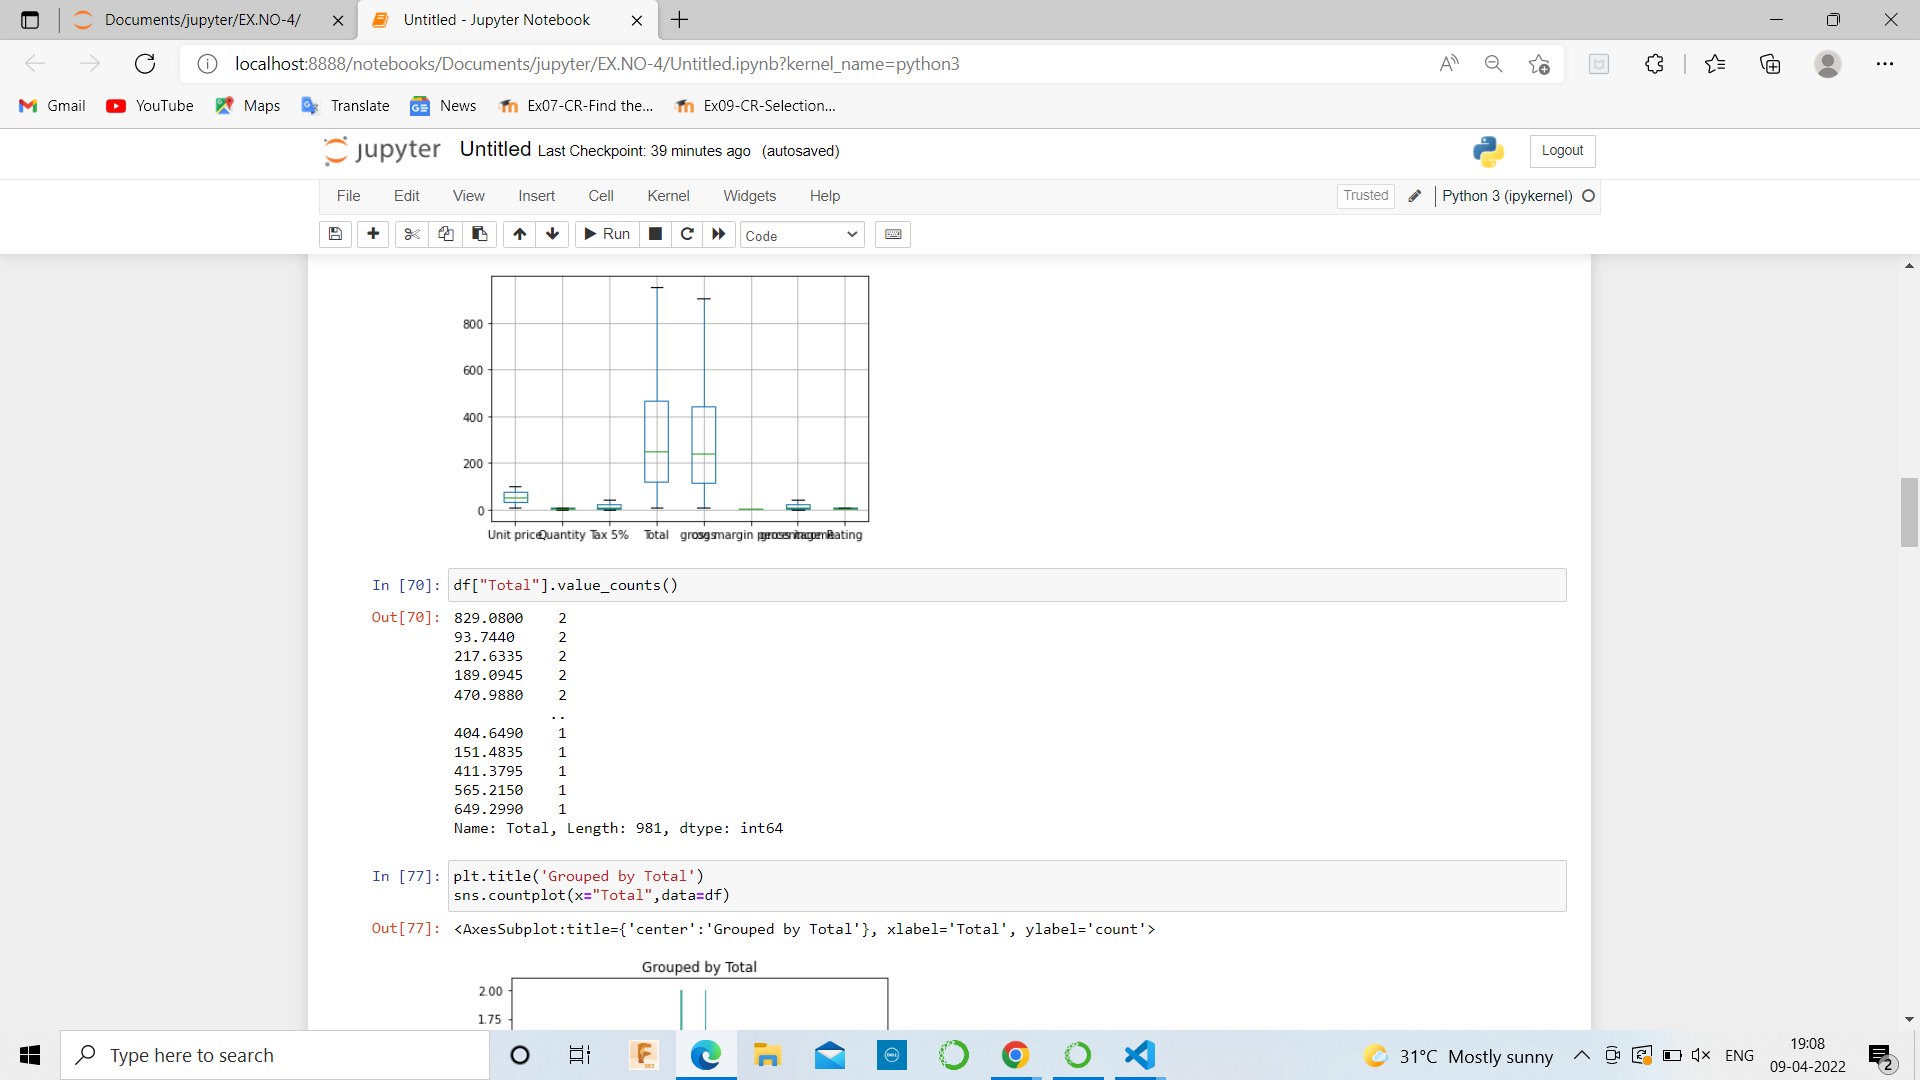 Documents/jupyter/EX.NO-4/
Untitled - Jupyter Notebook
localhost:8888/notebooks/Documents/jupyter/EX.NO-4/Untitled.ipynb?kernel_name=python3
Gmail YouTube Maps Translate News Ex07-CR-Find the... Ex09-CR-Selection...
jupyter Untitled Last Checkpoint: 39 minutes ago (autosaved)
Logout
File Edit View Insert Cell Kernel Widgets Help
Trusted Python 3 (ipykernel)
Run Code
800
600
400
200
0
Unit price Quantity Tax 5% Total cogs gross margin percentage gross income Rating
In [70]: df["Total"].value_counts()
Out[70]: 829.0800 2
93.7440 2
217.6335 2
189.0945 2
470.9880 2
..
404.6490 1
151.4835 1
411.3795 1
565.2150 1
649.2990 1
Name: Total, Length: 981, dtype: int64
In [77]: plt.title('Grouped by Total')
sns.countplot(x="Total",data=df)
Out[77]: <AxesSubplot:title={'center':'Grouped by Total'}, xlabel='Total', ylabel='count'>
Grouped by Total
2.00
1.75
Type here to search
31°C Mostly sunny
ENG
19:08
09-04-2022
2